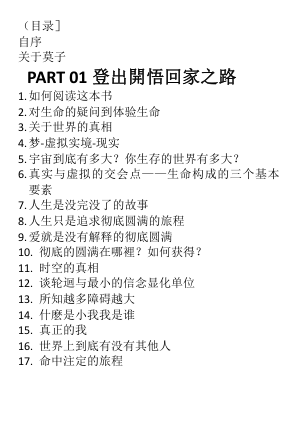 （目录］
自序
关于莫子
PART 01 登出開悟回家之路
1. 如何阅读这本书
2. 对生命的疑问到体验生命
3. 关于世界的真相
4. 梦-虚拟实境-现实
5. 宇宙到底有多大？你生存的世界有多大？
6. 真实与虚拟的交会点——生命构成的三个基本
要素
7. 人生是没完没了的故事
8. 人生只是追求彻底圆满的旅程
9. 爱就是没有解释的彻底圆满
10. 彻底的圆满在哪裡？如何获得？
11. 时空的真相
12. 谈轮迴与最小的信念显化单位
13. 所知越多障碍越大
14. 什麼是小我我是谁
15. 真正的我
16. 世界上到底有没有其他人
17. 命中注定的旅程